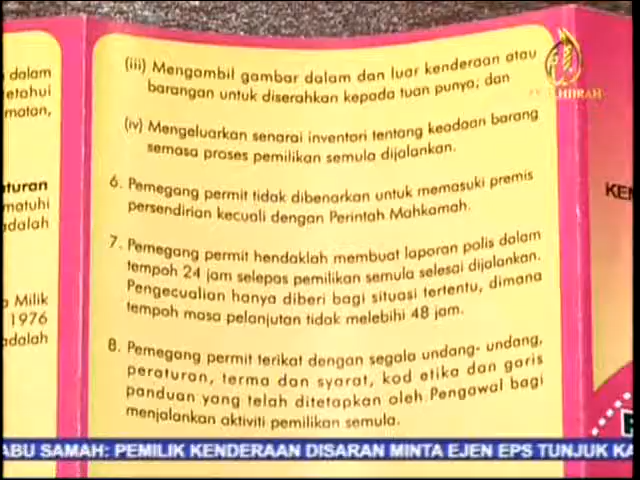 dalam
etahui
matan,
aturan
matuhi
adalah
Milik
1976
adalah
(iii) Mengambil gambar dalam dan luar kenderaan atau
barangan untuk diserahkan kepada tuan punya; dan
(iv) Mengeluarkan senarai inventori tentang keadaan barang
semasa proses pemilikan semula dijalankan.
6. Pemegang permit tidak dibenarkan untuk memasuki premis
persendirian kecuali dengan Perintah Mahkamah.
7. Pemegang permit hendaklah membuat laporan polis dalam
tempoh 24 jam selepas pemilikan semula selesai dijalankan.
Pengecualian hanya diberi bagi situasi tertentu, dimana
tempoh masa pelanjutan tidak melebihi 48 jam.
8. Pemegang permit terikat dengan segala undang- undang,
peraturan, terma dan syarat, kod etika dan garis
panduan yang telah ditetapkan oleh Pengawal bagi
menjalankan aktiviti pemilikan semula.
ABU SAMAH: PEMILIK KENDERAAN DISARAN MINTA EJEN EPS TUNJUK KA